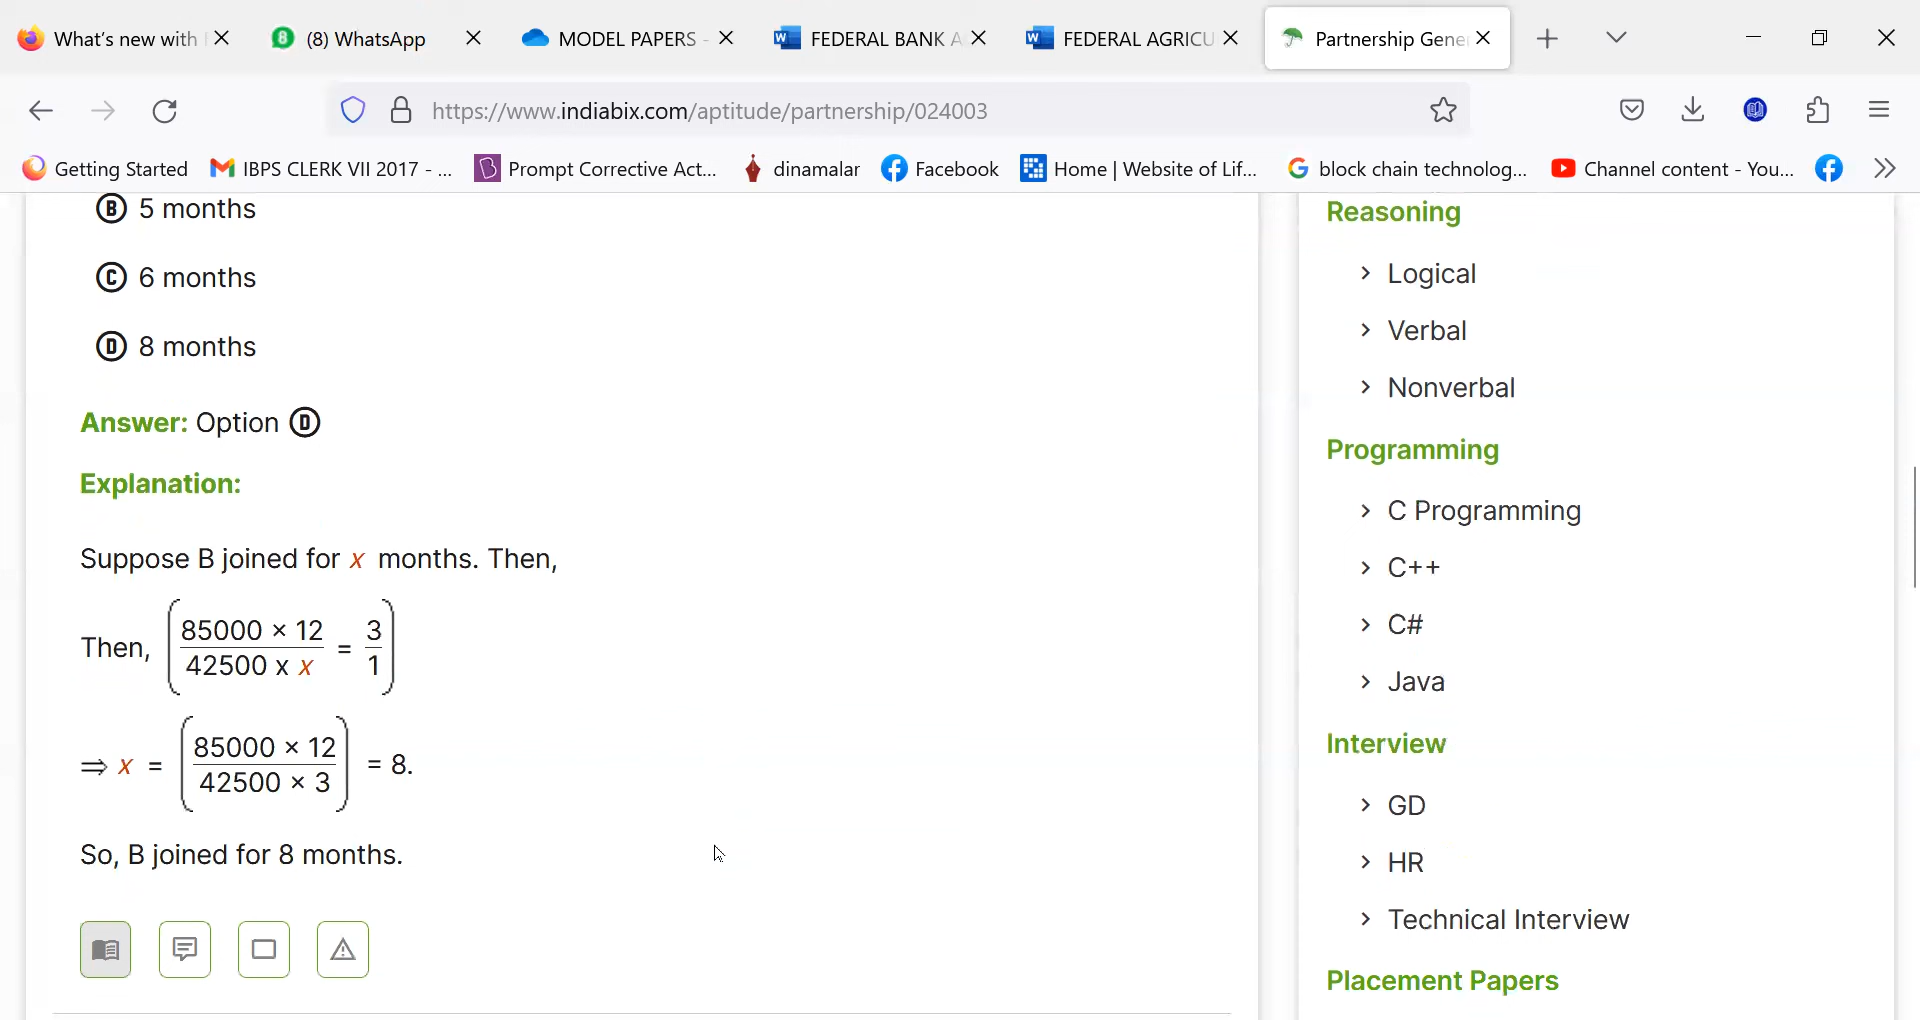 What's new with
(8) WhatsApp
MODEL PAPERS -
FEDERAL BANK A
FEDERAL AGRICU
Partnership Gene
https://www.indiabix.com/aptitude/partnership/024003
Getting Started
IBPS CLERK VII 2017 - ...
Prompt Corrective Act...
dinamalar
Facebook
Home | Website of Lif...
block chain technolog...
Channel content - You...
B 5 months
C 6 months
D 8 months
Answer: Option D
Explanation:
Suppose B joined for x months. Then,
Then, (85000 × 12 / 42500 x x = 3 / 1)
⇒ x = (85000 × 12 / 42500 × 3) = 8.
So, B joined for 8 months.
Reasoning
> Logical
> Verbal
> Nonverbal
Programming
> C Programming
> C++
> C#
> Java
Interview
> GD
> HR
> Technical Interview
Placement Papers